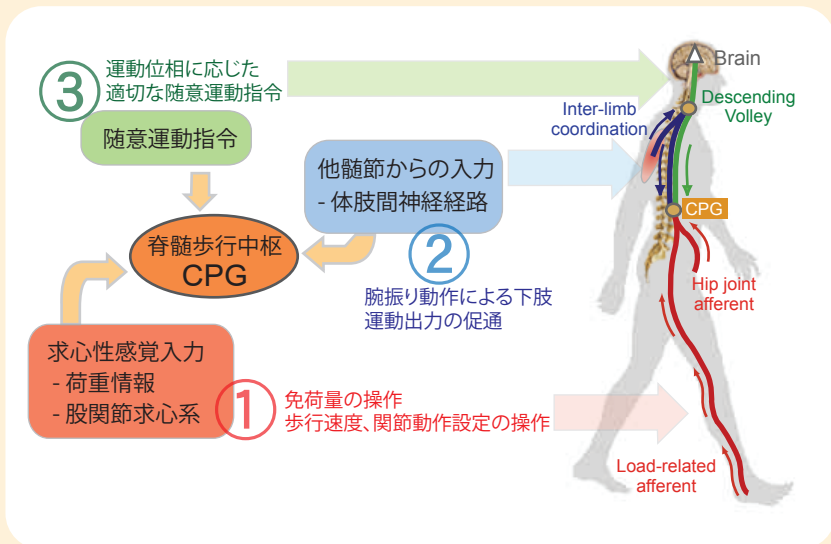 ③
運動位相に応じた
適切な随意運動指令
随意運動指令
他髄節からの入力
- 体肢間神経経路
②
腕振り動作による下肢
運動出力の促通
脊髄歩行中枢
CPG
求心性感覚入力
- 荷重情報
- 股関節求心系
①
免荷量の操作
歩行速度、関節動作設定の操作
Brain
Descending
Volley
Inter-limb
coordination
CPG
Hip joint
afferent
Load-related
afferent